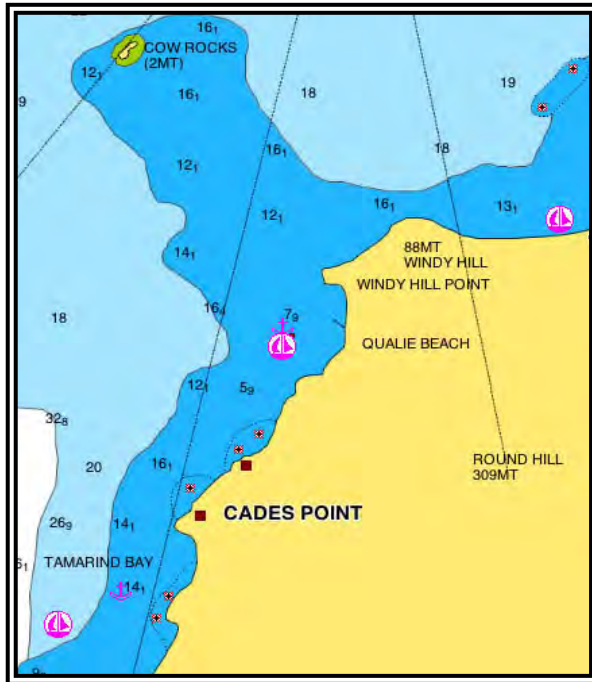 16₁
COW ROCKS
(2MT)
12₁
19
16₁
18
9
16₁
18
12₁
12₁
16₁
13₁
88MT
WINDY HILL
14₁
WINDY HILL POINT
16₄
7₉
18
QUALIE BEACH
12₁
5₉
32₈
20
16₁
ROUND HILL
309MT
CADES POINT
26₉
14₁
6₁
TAMARIND BAY
14₁